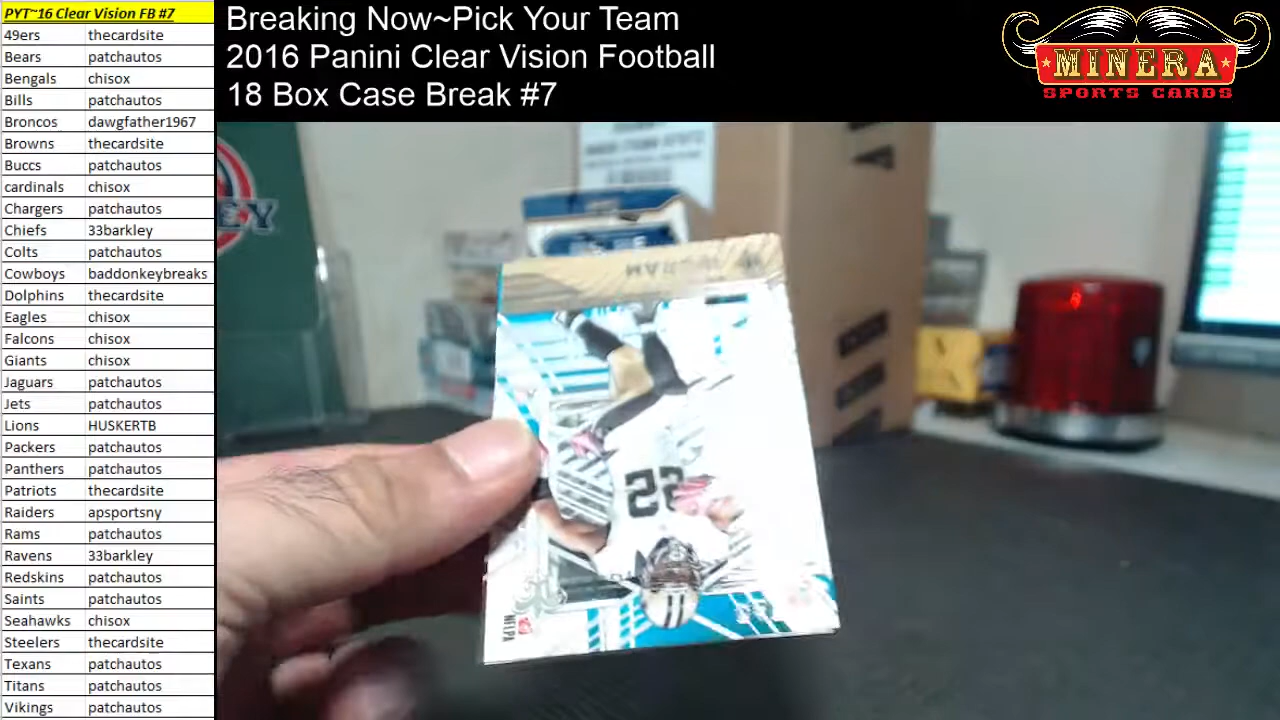 PYT~16 Clear Vision FB #7
49ers thecardsite
Bears patchautos
Bengals chisox
Bills patchautos
Broncos dawgfather1967
Browns thecardsite
Buccs patchautos
cardinals chisox
Chargers patchautos
Chiefs 33barkley
Colts patchautos
Cowboys baddonkeybreaks
Dolphins thecardsite
Eagles chisox
Falcons chisox
Giants chisox
Jaguars patchautos
Jets patchautos
Lions HUSKERTB
Packers patchautos
Panthers patchautos
Patriots thecardsite
Raiders apsportsny
Rams patchautos
Ravens 33barkley
Redskins patchautos
Saints patchautos
Seahawks chisox
Steelers thecardsite
Texans patchautos
Titans patchautos
Vikings patchautos
Breaking Now~Pick Your Team
2016 Panini Clear Vision Football
18 Box Case Break #7
MINERA
SPORTS CARDS
22
NFLPA